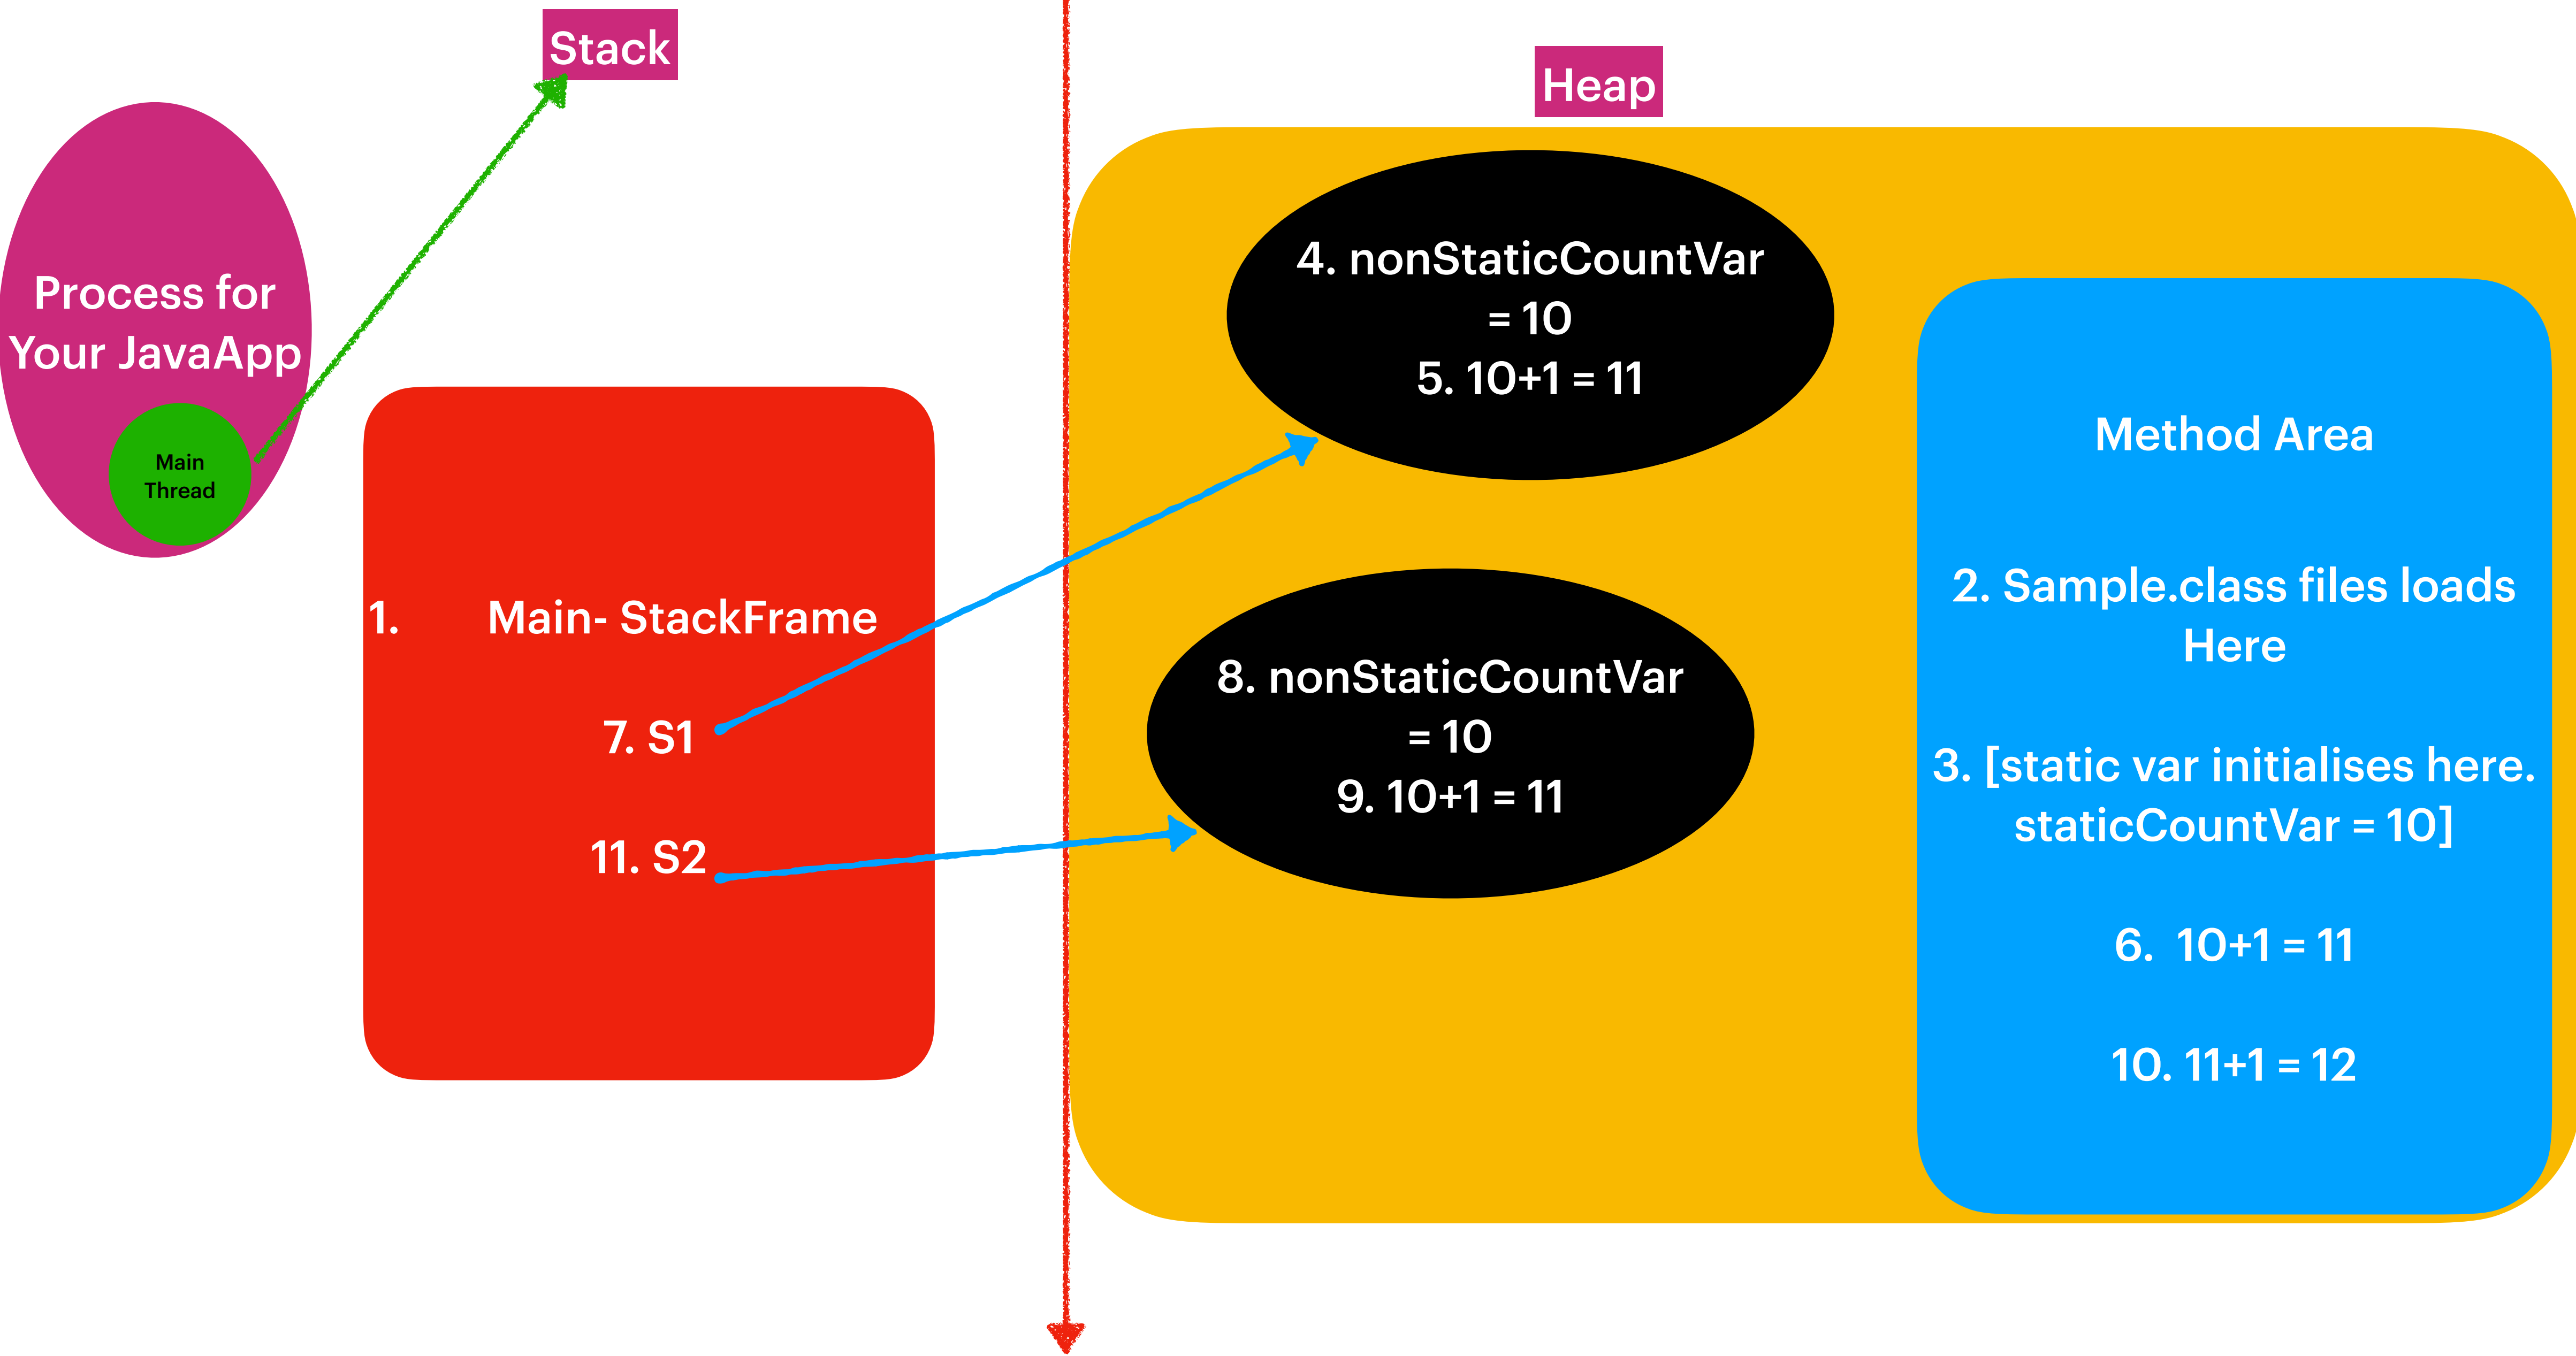 Stack
Heap
Process for
Your JavaApp
Main
Thread
1. Main- StackFrame
7. S1
11. S2
4. nonStaticCountVar
= 10
5. 10+1 = 11
8. nonStaticCountVar
= 10
9. 10+1 = 11
Method Area
2. Sample.class files loads
Here
3. [static var initialises here.
staticCountVar = 10]
6. 10+1 = 11
10. 11+1 = 12